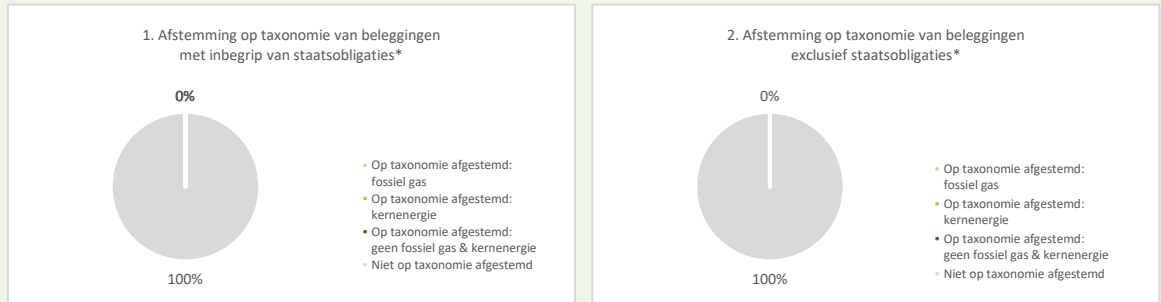 1. Afstemming op taxonomie van beleggingen
met inbegrip van staatsobligaties*
0%
100%
Op taxonomie afgestemd:
fossiel gas
Op taxonomie afgestemd:
kernenergie
Op taxonomie afgestemd:
geen fossiel gas & kernenergie
Niet op taxonomie afgestemd
2. Afstemming op taxonomie van beleggingen
exclusief staatsobligaties*
0%
100%
Op taxonomie afgestemd:
fossiel gas
Op taxonomie afgestemd:
kernenergie
Op taxonomie afgestemd:
geen fossiel gas & kernenergie
Niet op taxonomie afgestemd